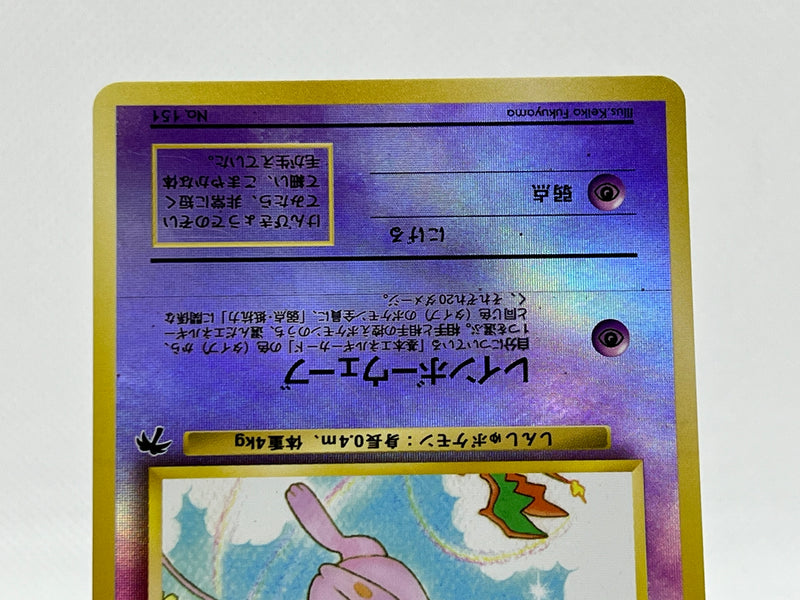 しんしゅポケモン：身長0.4m、体重4kg
レインボーウェーブ
自分についている「基本エネルギーカード」の色（タイプ）から、
1つを選ぶ。相手と相手の控えポケモンのうち、選んだエネルギー
と同じ色（タイプ）のポケモン全員に、「弱点・抵抗力」に関係な
く、それぞれ20ダメージ。
にげる
弱点
けんびきょうでのぞい
てみたら、非常に短く
て細い、こまやかな体
毛が生えていた。
Illus.Keiko Fukuyama
No.151